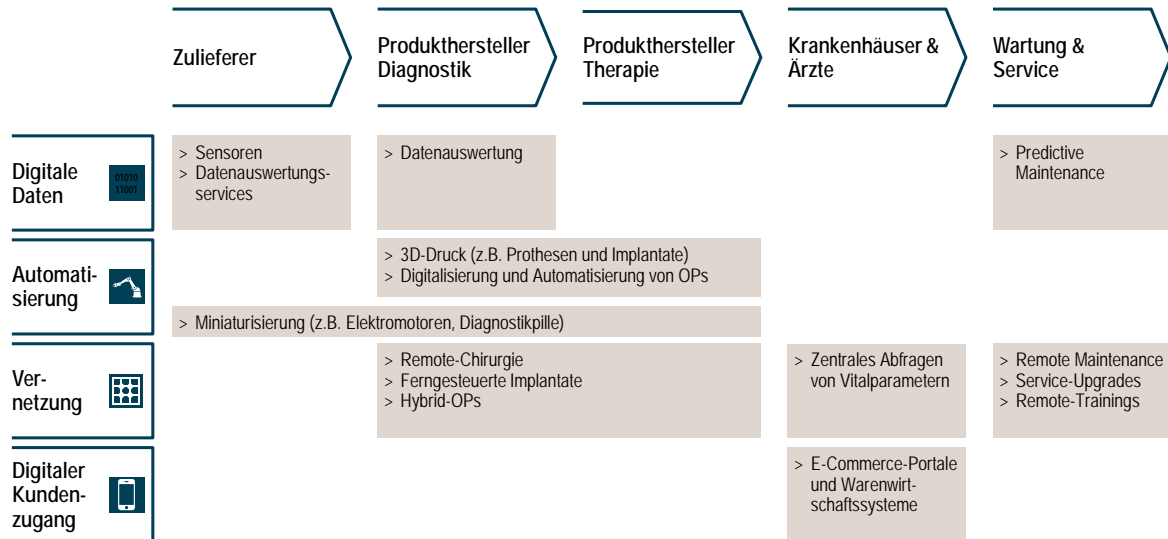 Zulieferer
Produkthersteller
Diagnostik
Produkthersteller
Therapie
Krankenhäuser &
Ärzte
Wartung &
Service
Digitale
Daten
01010
11001
> Sensoren
> Datenauswertungs-
services
> Datenauswertung
> Predictive
Maintenance
Automati-
sierung
> 3D-Druck (z.B. Prothesen und Implantate)
> Digitalisierung und Automatisierung von OPs
> Miniaturisierung (z.B. Elektromotoren, Diagnostikpille)
Ver-
netzung
> Remote-Chirurgie
> Ferngesteuerte Implantate
> Hybrid-OPs
> Zentrales Abfragen
von Vitalparametern
> Remote Maintenance
> Service-Upgrades
> Remote-Trainings
Digitaler
Kunden-
zugang
> E-Commerce-Portale
und Warenwirt-
schaftssysteme